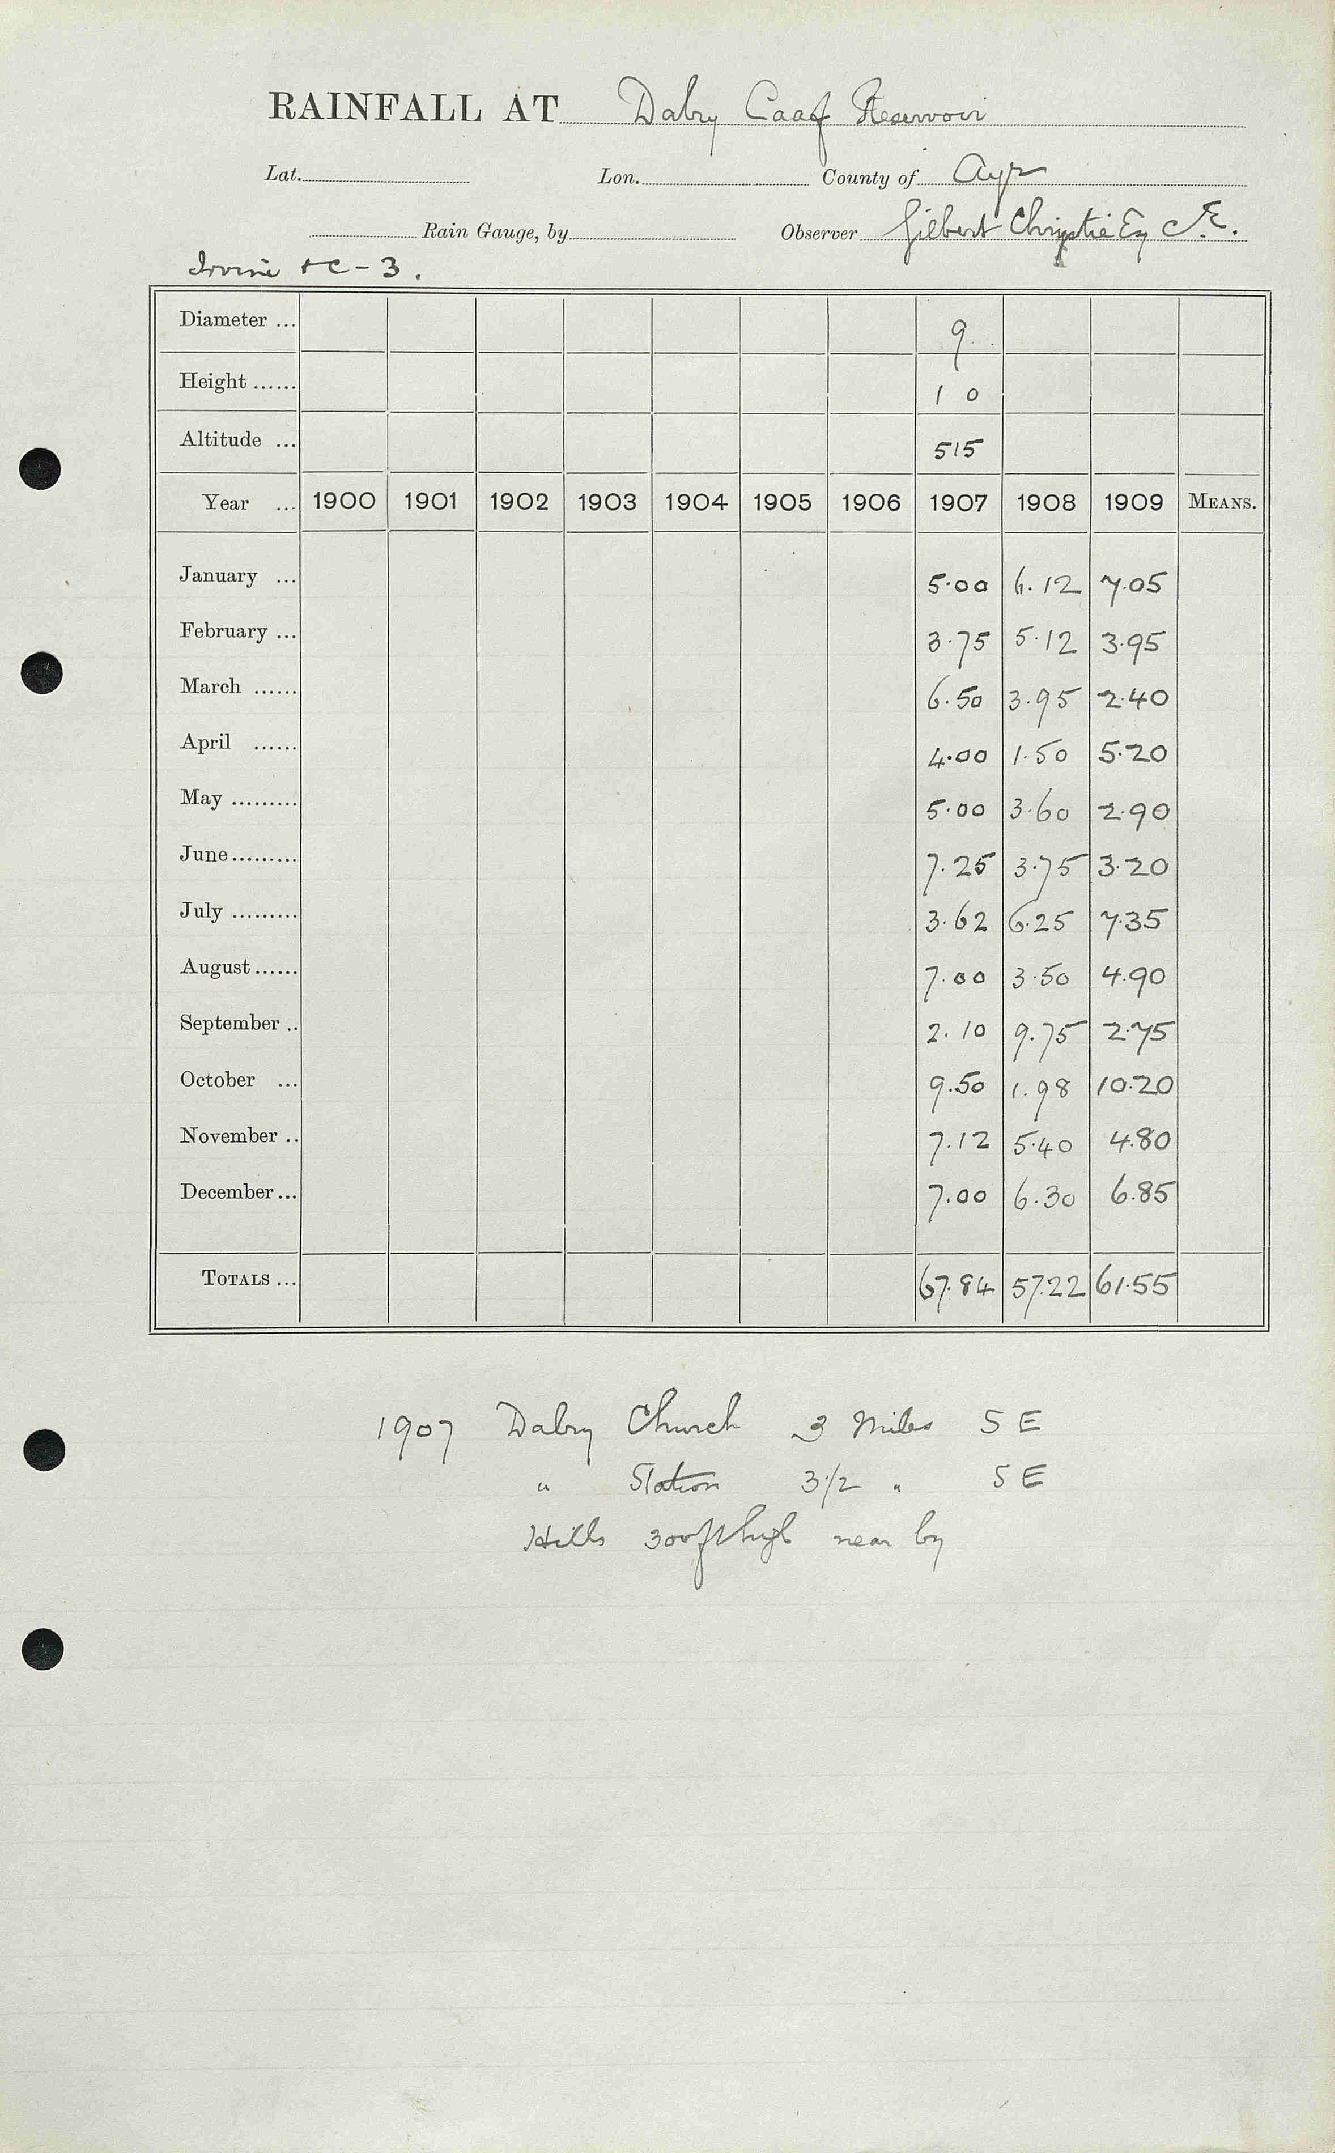 RAINFALL AT Dalry Caaf Reservoir
Lat. Lon. County of Ayr
Rain Gauge, by Observer Gilbert Christie Esq C.E.
Irvine &c - 3.
Diameter ... 9
Height ...... 1 0
Altitude ... 515
Year ... 1900 1901 1902 1903 1904 1905 1906 1907 1908 1909 MEANS.
January ... 5.00 6.12 7.05
February ... 3.75 5.12 3.95
March ...... 6.50 3.95 2.40
April ...... 4.00 1.50 5.20
May ......... 5.00 3.60 2.90
June ......... 7.25 3.75 3.20
July ......... 3.62 6.25 7.35
August ...... 7.00 3.50 4.90
September .. 2.10 9.75 2.75
October ... 9.50 1.98 10.20
November .. 7.12 5.40 4.80
December ... 7.00 6.30 6.85
TOTALS ... 67.84 57.22 61.55
1907 Dalry Church 3 Miles S E
" Station 3 1/2 " S E
Hills 300 ft high near by